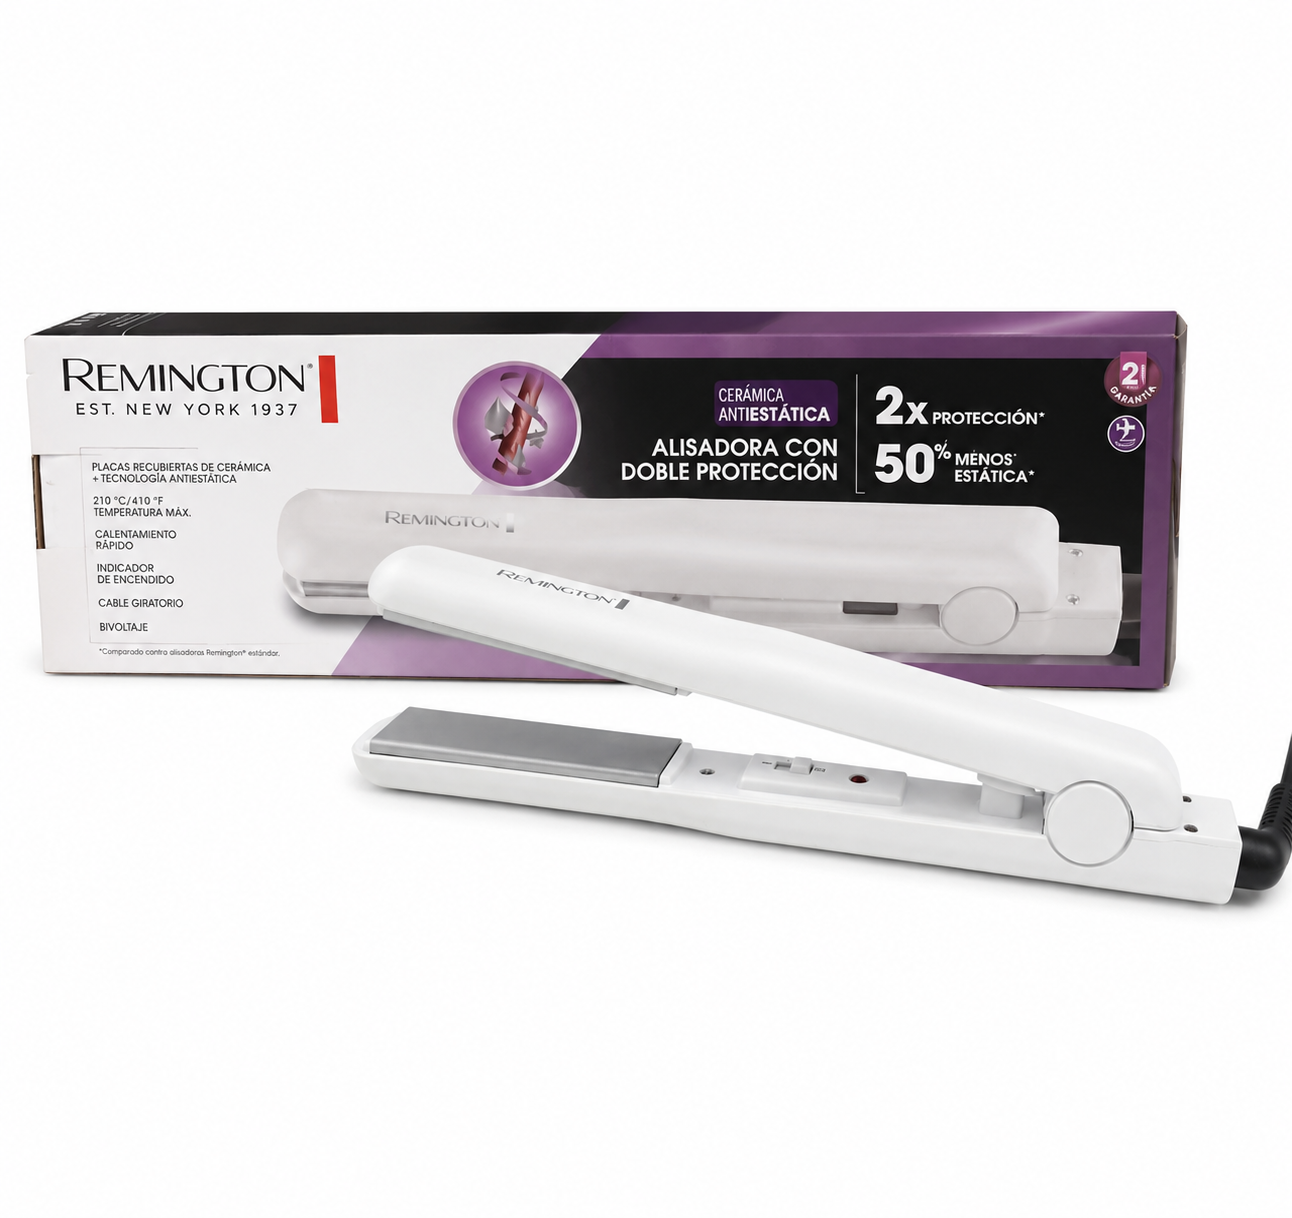 REMINGTON®
EST. NEW YORK 1937
PLACAS RECUBIERTAS DE CERÁMICA
+ TECNOLOGÍA ANTIESTÁTICA
210 °C/410 °F
TEMPERATURA MÁX.
CALENTAMIENTO
RÁPIDO
INDICADOR
DE ENCENDIDO
CABLE GIRATORIO
BIVOLTAJE
*Comparado contra alisadoras Remington® estándar.
CERÁMICA
ANTIESTÁTICA
ALISADORA CON
DOBLE PROTECCIÓN
2x PROTECCIÓN*
50% MENOS
ESTÁTICA*
2
GARANTÍA
REMINGTON
REMINGTON